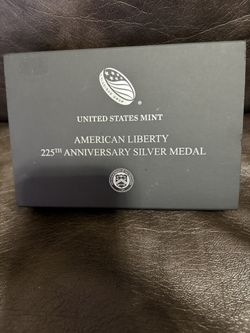 UNITED STATES MINT
AMERICAN LIBERTY
225TH ANNIVERSARY SILVER MEDAL